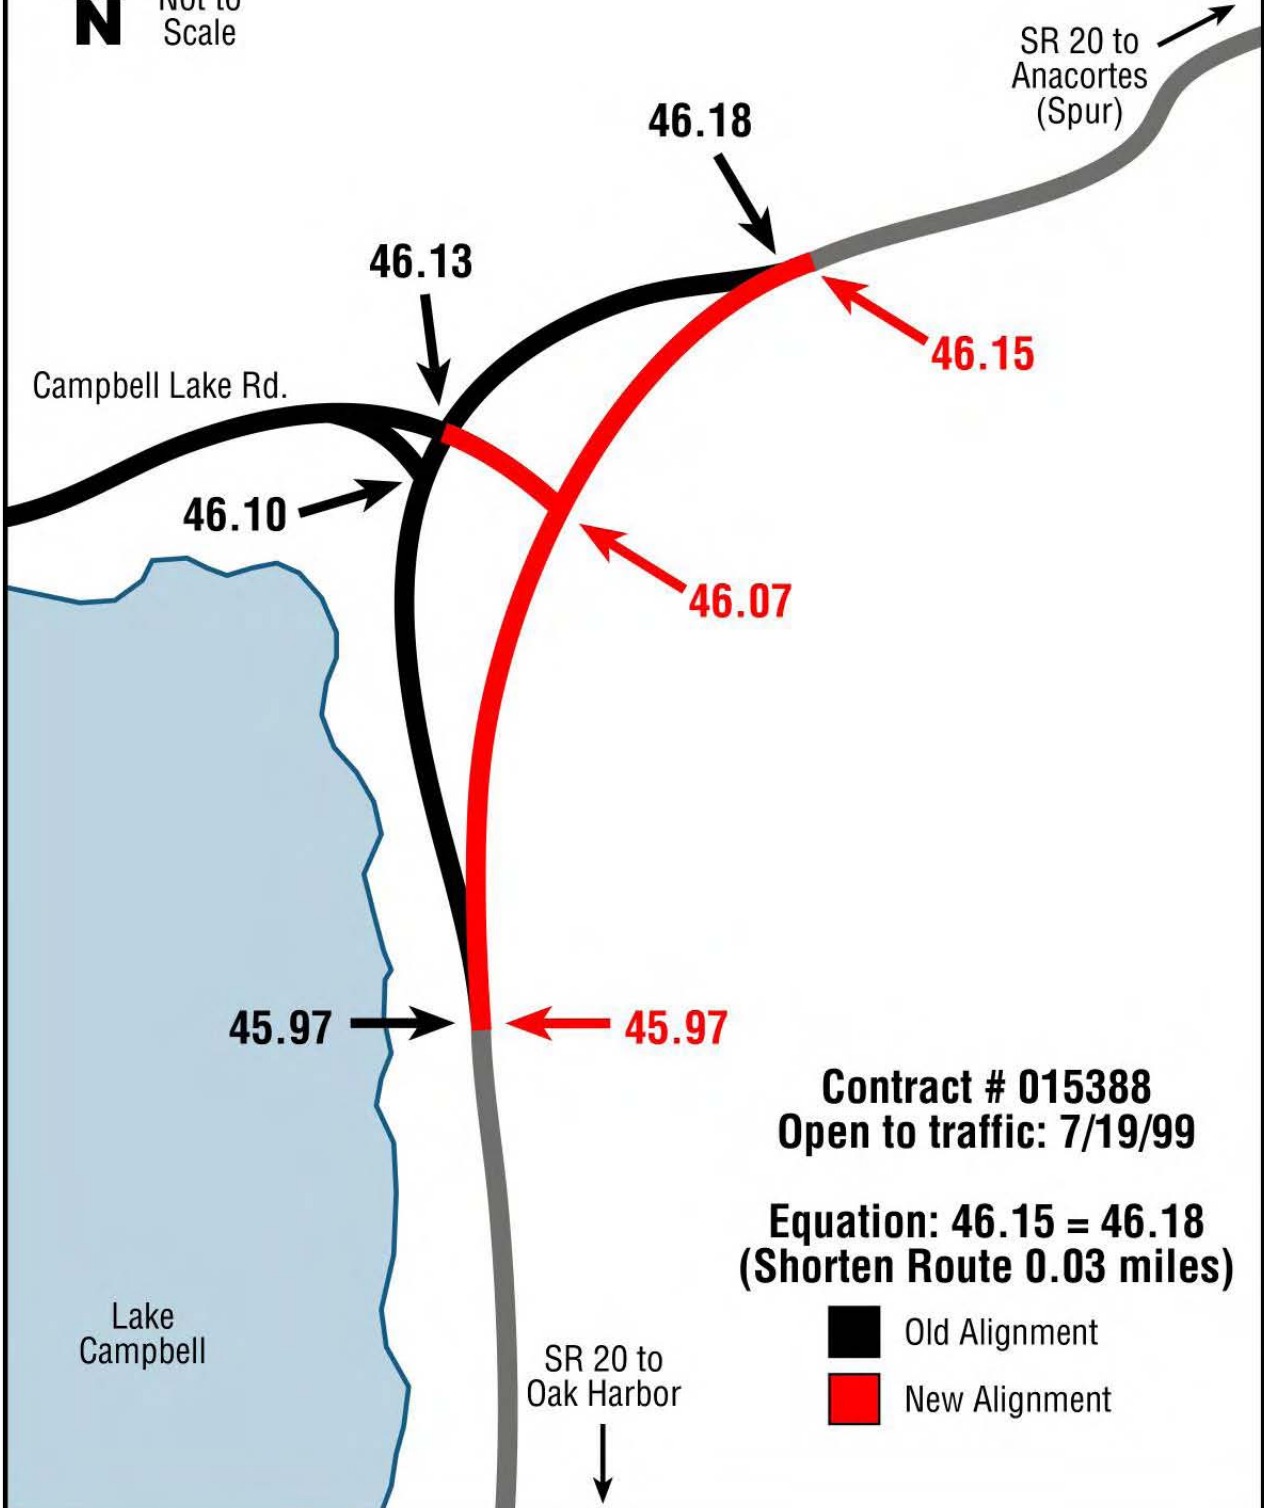 N
Not to
Scale
SR 20 to
Anacortes
(Spur)
46.18
46.13
46.15
Campbell Lake Rd.
46.10
46.07
45.97
45.97
Contract # 015388
Open to traffic: 7/19/99
Equation: 46.15 = 46.18
(Shorten Route 0.03 miles)
Lake
Campbell
Old Alignment
SR 20 to
Oak Harbor
New Alignment